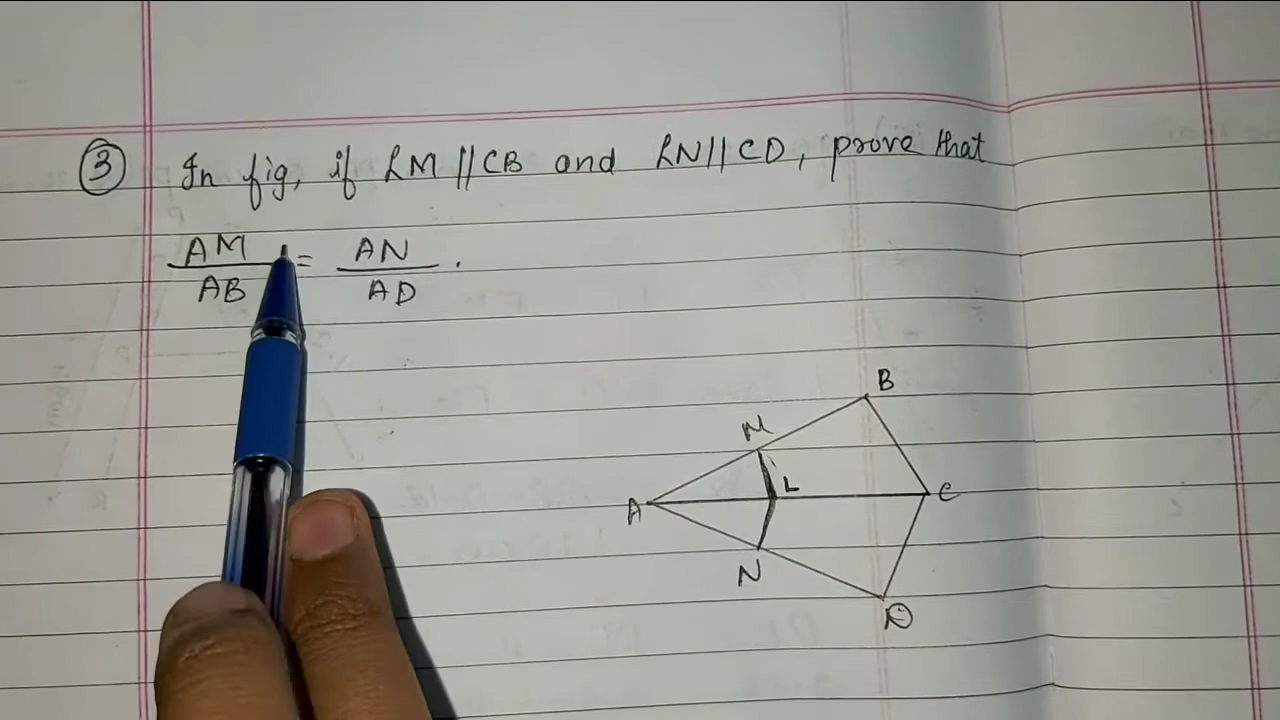 ③ In fig, if LM // CB and LN // CD, prove that
AM = AN .
AB AD
B
M
L
A C
N
D